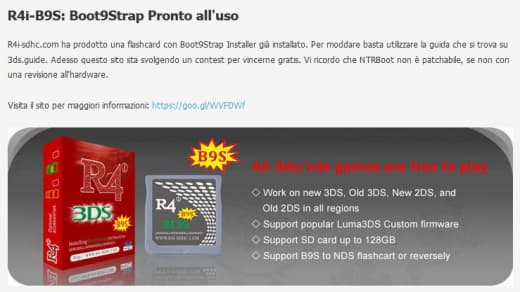 R4i-B9S: Boot9Strap Pronto all'uso
R4i-sdhc.com ha prodotto una flashcard con Boot9Strap Installer già installato. Per moddare basta utilizzare la guida che si trova su
3ds.guide. Adesso questo sito sta svolgendo un contest per vincerne gratis. Vi ricordo che NTRBoot non è patchabile, se non con
una revisione all'hardware.
Visita il sito per maggiori informazioni: https://goo.gl/WVFDWf
B9S
All 3ds/nds games are free to play
R4i
3DS
B9S
R4i
B9S
3DS
◇ Work on new 3DS, Old 3DS, New 2DS, and
Old 2DS in all regions
◇ Support popular Luma3DS Custom firmware
◇ Support SD card up to 128GB
◇ Support B9S to NDS flashcart or reversely